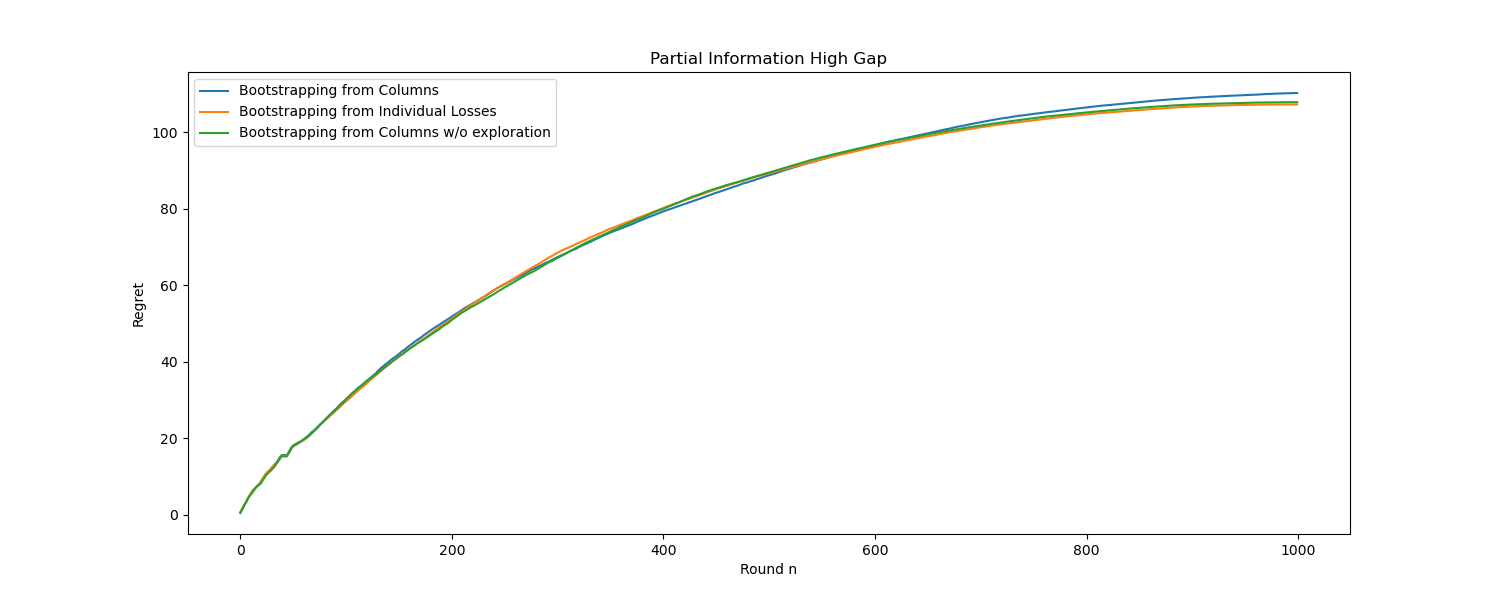 Partial Information High Gap
Bootstrapping from Columns
Bootstrapping from Individual Losses
Bootstrapping from Columns w/o exploration
100
80
60
40
20
0
Regret
0 200 400 600 800 1000
Round n